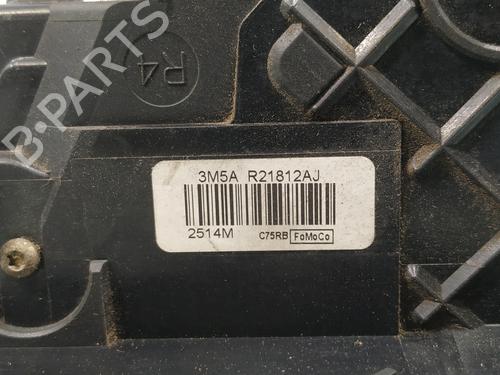 R4
B-PARTS
3M5A R21812AJ
2514M C75RB FoMoCo